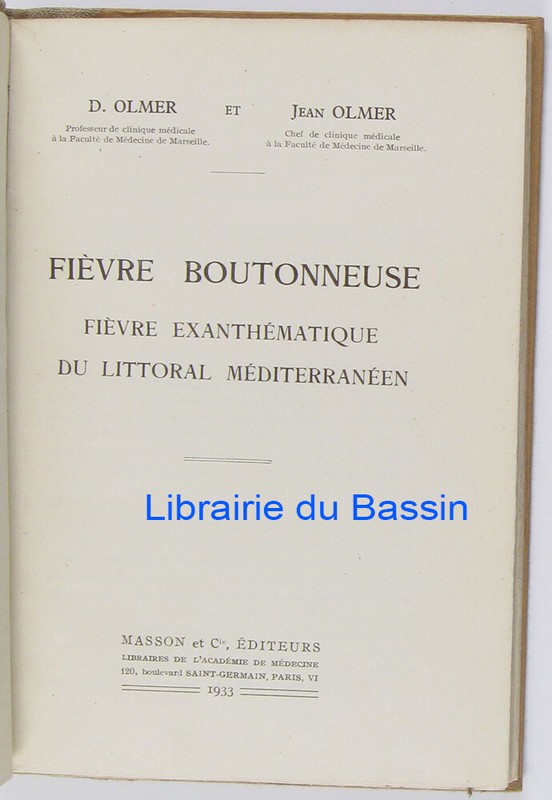 D. OLMER ET JEAN OLMER
Professeur de clinique médicale
à la Faculté de Médecine de Marseille.
Chef de clinique médicale
à la Faculté de Médecine de Marseille.
FIÈVRE BOUTONNEUSE
FIÈVRE EXANTHÉMATIQUE
DU LITTORAL MÉDITERRANÉEN
Librairie du Bassin
MASSON et Cie, ÉDITEURS
LIBRAIRES DE L'ACADÉMIE DE MÉDECINE
120, boulevard SAINT-GERMAIN, PARIS, VI
1933